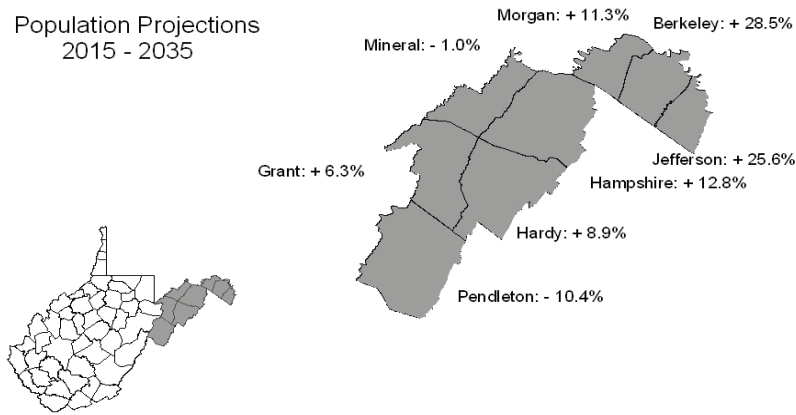 Population Projections
2015 - 2035
Morgan: + 11.3%
Berkeley: + 28.5%
Mineral: - 1.0%
Jefferson: + 25.6%
Grant: + 6.3%
Hampshire: + 12.8%
Hardy: + 8.9%
Pendleton: - 10.4%